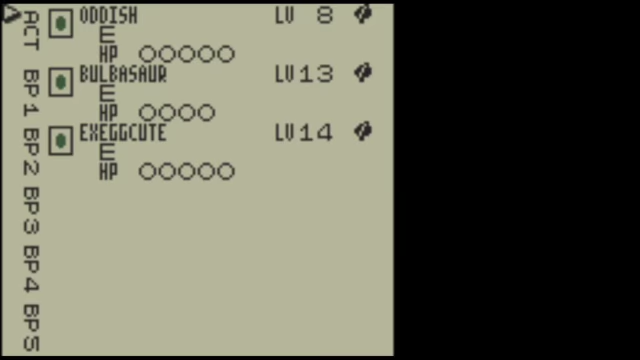 ACT
ODDISH LV 8
E
HP
BP1
BULBASAUR LV13
E
HP
BP2
EXEGGCUTE LV14
E
HP
BP3
BP4
BP5